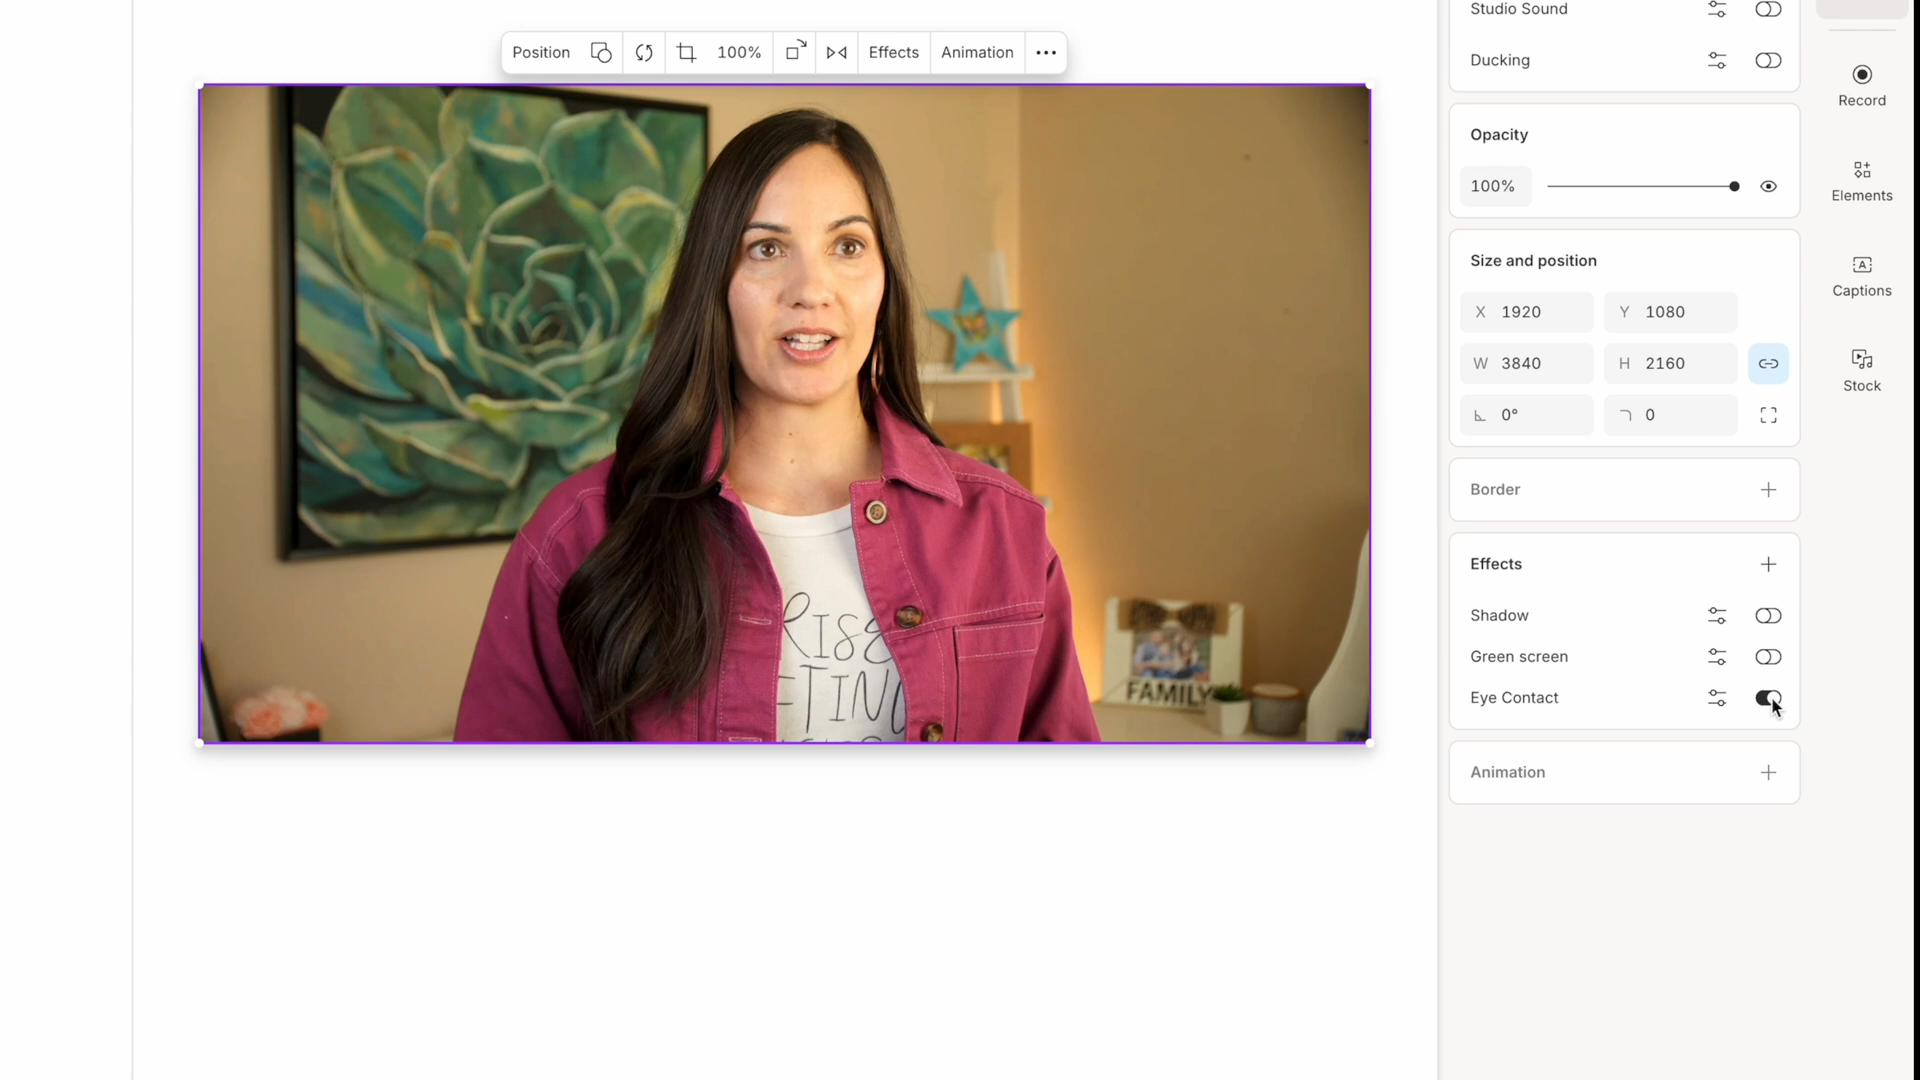 Studio Sound
Position
100%
Effects
Animation
Ducking
Record
Opacity
100%
Elements
Size and position
X 1920
Y 1080
Captions
W 3840
H 2160
Stock
0°
0
Border
Effects
Shadow
Green screen
Eye Contact
Animation
FAMILY